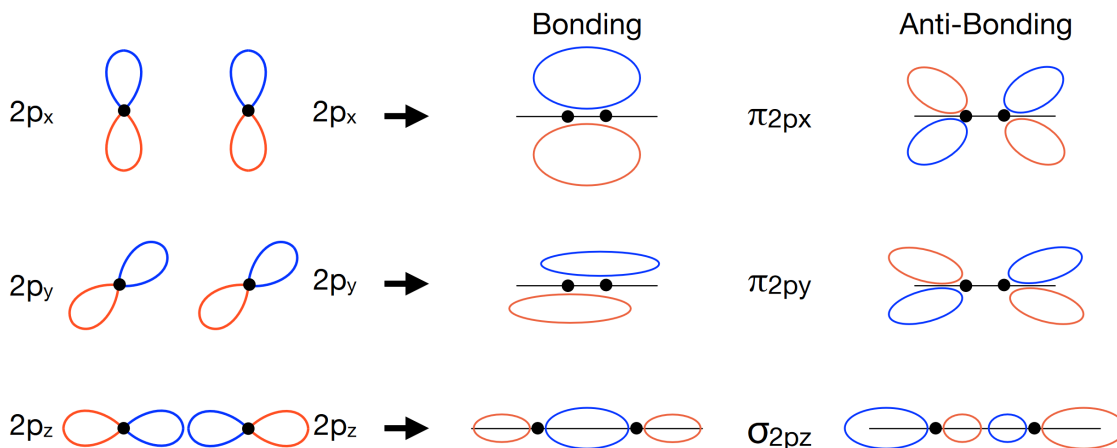 Bonding Anti-Bonding
2pₓ 2pₓ π2px
2py 2py π2py
2pz 2pz σ2pz